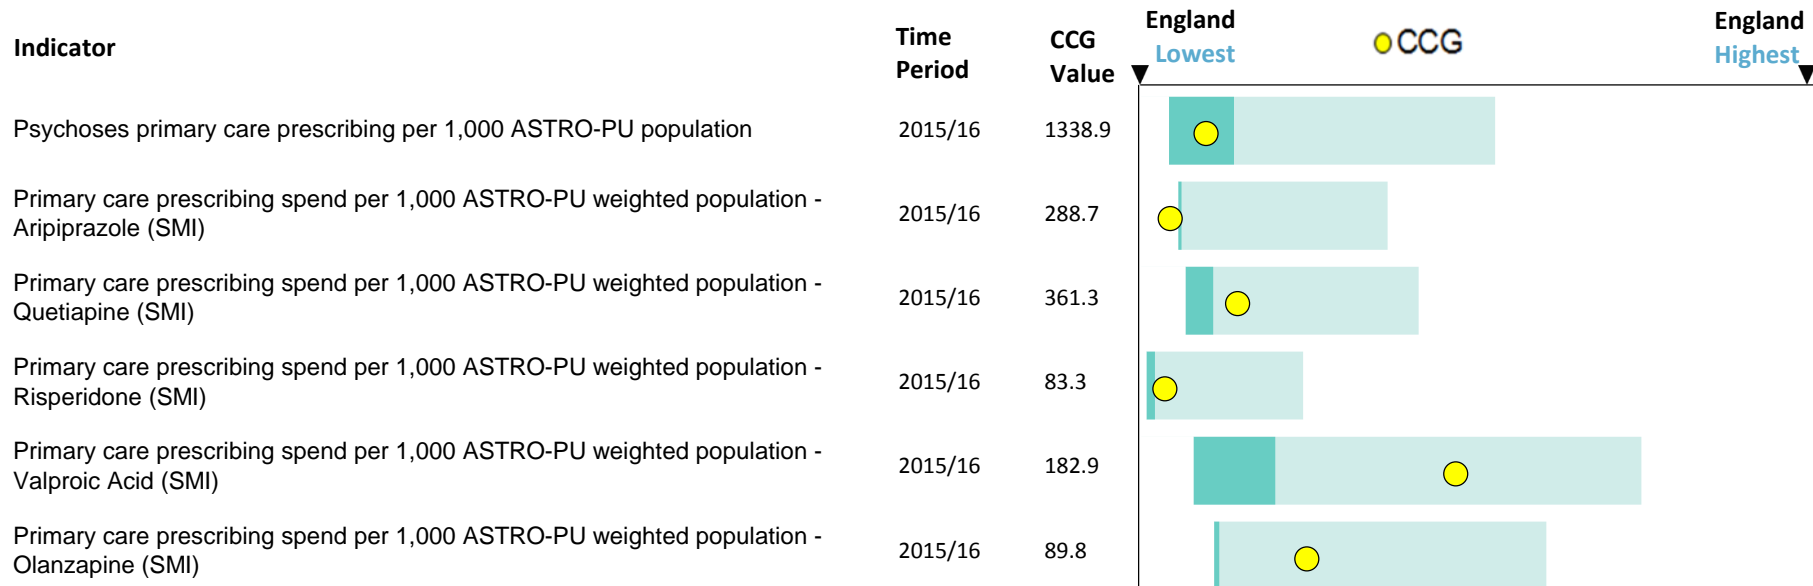 Indicator
Time Period
CCG Value
England Lowest
CCG
England Highest
Psychoses primary care prescribing per 1,000 ASTRO-PU population
2015/16
1338.9
Primary care prescribing spend per 1,000 ASTRO-PU weighted population -
Aripiprazole (SMI)
2015/16
288.7
Primary care prescribing spend per 1,000 ASTRO-PU weighted population -
Quetiapine (SMI)
2015/16
361.3
Primary care prescribing spend per 1,000 ASTRO-PU weighted population -
Risperidone (SMI)
2015/16
83.3
Primary care prescribing spend per 1,000 ASTRO-PU weighted population -
Valproic Acid (SMI)
2015/16
182.9
Primary care prescribing spend per 1,000 ASTRO-PU weighted population -
Olanzapine (SMI)
2015/16
89.8